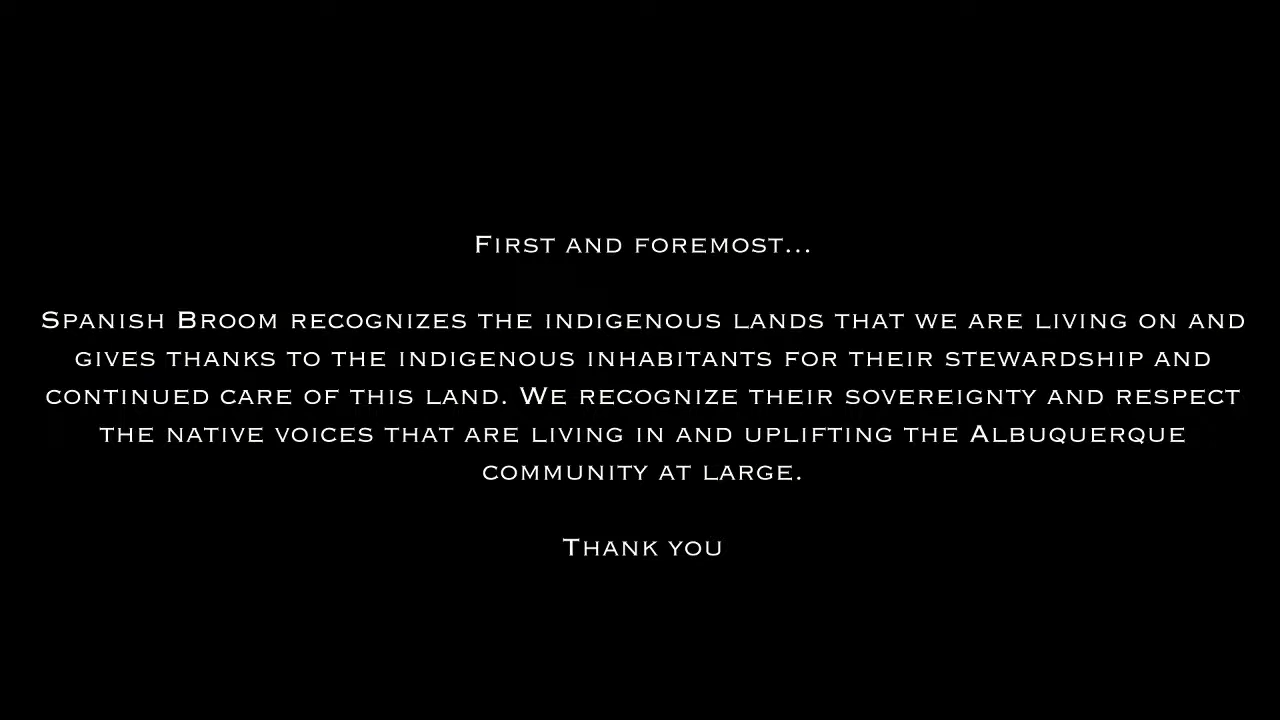 First and foremost...
Spanish Broom recognizes the indigenous lands that we are living on and
gives thanks to the indigenous inhabitants for their stewardship and
continued care of this land. We recognize their sovereignty and respect
the native voices that are living in and uplifting the Albuquerque
community at large.
Thank you